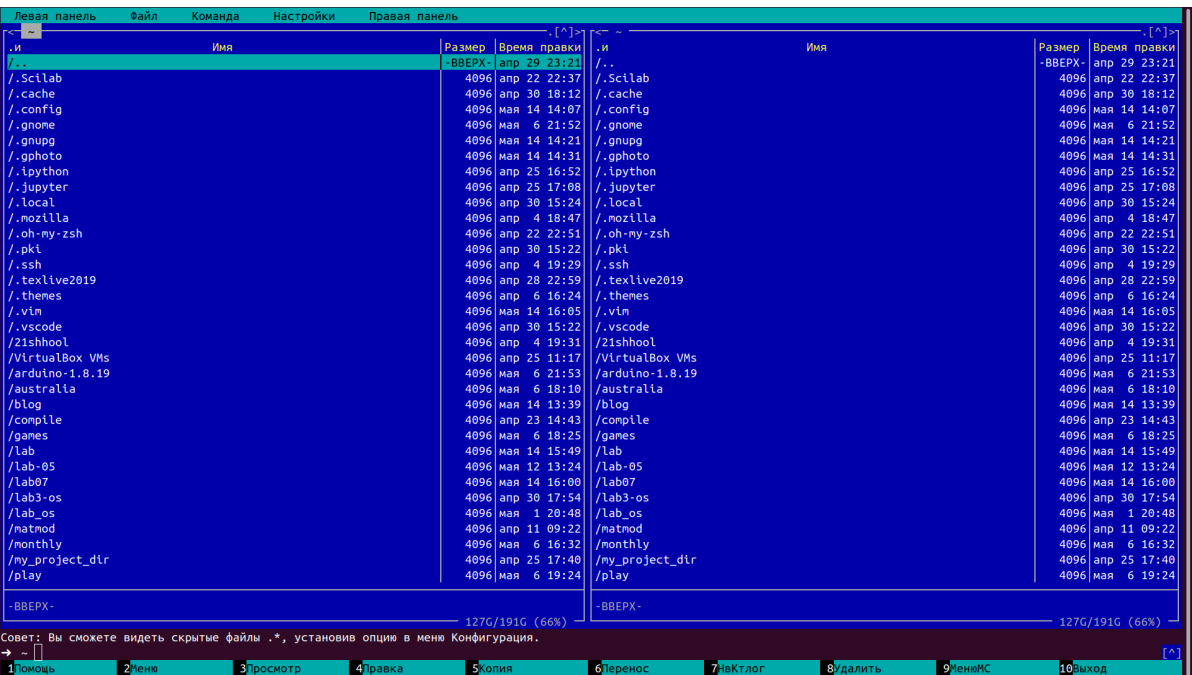 Левая панель Файл Команда Настройки Правая панель
<─ ~ .[^]> <─ ~ .[^]>
.и Имя Размер Время правки .и Имя Размер Время правки
/.. -ВВЕРХ- апр 29 23:21 /.. -ВВЕРХ- апр 29 23:21
/.Scilab 4096 апр 22 22:37 /.Scilab 4096 апр 22 22:37
/.cache 4096 апр 30 18:12 /.cache 4096 апр 30 18:12
/.config 4096 мая 14 14:07 /.config 4096 мая 14 14:07
/.gnome 4096 мая 6 21:52 /.gnome 4096 мая 6 21:52
/.gnupg 4096 мая 14 14:21 /.gnupg 4096 мая 14 14:21
/.gphoto 4096 мая 14 14:31 /.gphoto 4096 мая 14 14:31
/.ipython 4096 апр 25 16:52 /.ipython 4096 апр 25 16:52
/.jupyter 4096 апр 25 17:08 /.jupyter 4096 апр 25 17:08
/.local 4096 апр 30 15:24 /.local 4096 апр 30 15:24
/.mozilla 4096 апр 4 18:47 /.mozilla 4096 апр 4 18:47
/.oh-my-zsh 4096 апр 22 22:51 /.oh-my-zsh 4096 апр 22 22:51
/.pki 4096 апр 30 15:22 /.pki 4096 апр 30 15:22
/.ssh 4096 апр 4 19:29 /.ssh 4096 апр 4 19:29
/.texlive2019 4096 апр 28 22:59 /.texlive2019 4096 апр 28 22:59
/.themes 4096 апр 6 16:24 /.themes 4096 апр 6 16:24
/.vim 4096 мая 14 16:05 /.vim 4096 мая 14 16:05
/.vscode 4096 апр 30 15:22 /.vscode 4096 апр 30 15:22
/21shhool 4096 апр 4 19:31 /21shhool 4096 апр 4 19:31
/VirtualBox VMs 4096 апр 25 11:17 /VirtualBox VMs 4096 апр 25 11:17
/arduino-1.8.19 4096 мая 6 21:53 /arduino-1.8.19 4096 мая 6 21:53
/australia 4096 мая 6 18:10 /australia 4096 мая 6 18:10
/blog 4096 мая 14 13:39 /blog 4096 мая 14 13:39
/compile 4096 апр 23 14:43 /compile 4096 апр 23 14:43
/games 4096 мая 6 18:25 /games 4096 мая 6 18:25
/lab 4096 мая 14 15:49 /lab 4096 мая 14 15:49
/lab-05 4096 мая 12 13:24 /lab-05 4096 мая 12 13:24
/lab07 4096 мая 14 16:00 /lab07 4096 мая 14 16:00
/lab3-os 4096 апр 30 17:54 /lab3-os 4096 апр 30 17:54
/lab_os 4096 мая 1 20:48 /lab_os 4096 мая 1 20:48
/matmod 4096 апр 11 09:22 /matmod 4096 апр 11 09:22
/monthly 4096 мая 6 16:32 /monthly 4096 мая 6 16:32
/my_project_dir 4096 апр 25 17:40 /my_project_dir 4096 апр 25 17:40
/play 4096 мая 6 19:24 /play 4096 мая 6 19:24
-ВВЕРХ- -ВВЕРХ-
127G/191G (66%) 127G/191G (66%)
Совет: Вы сможете видеть скрытые файлы .*, установив опцию в меню Конфигурация.
→ ~ [^]
1Помощь 2Меню 3Просмотр 4Правка 5Копия 6Перенос 7НвКтлог 8Удалить 9МенюMC 10Выход